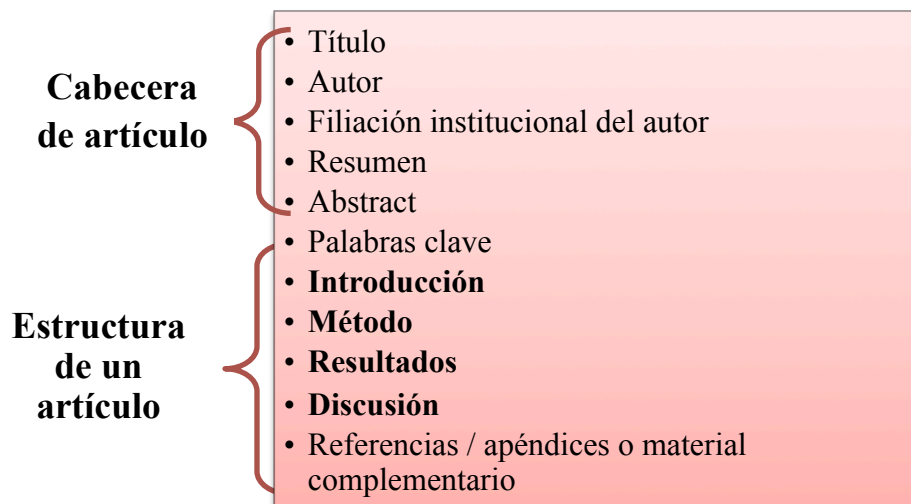 Cabecera
de artículo
• Título
• Autor
• Filiación institucional del autor
• Resumen
• Abstract
Estructura
de un
artículo
• Palabras clave
• Introducción
• Método
• Resultados
• Discusión
• Referencias / apéndices o material
complementario